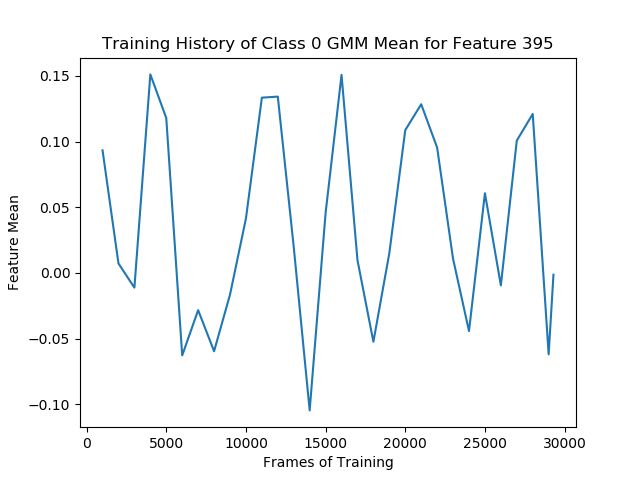 Training History of Class 0 GMM Mean for Feature 395
0.15
0.10
0.05
0.00
−0.05
−0.10
Feature Mean
0 5000 10000 15000 20000 25000 30000
Frames of Training